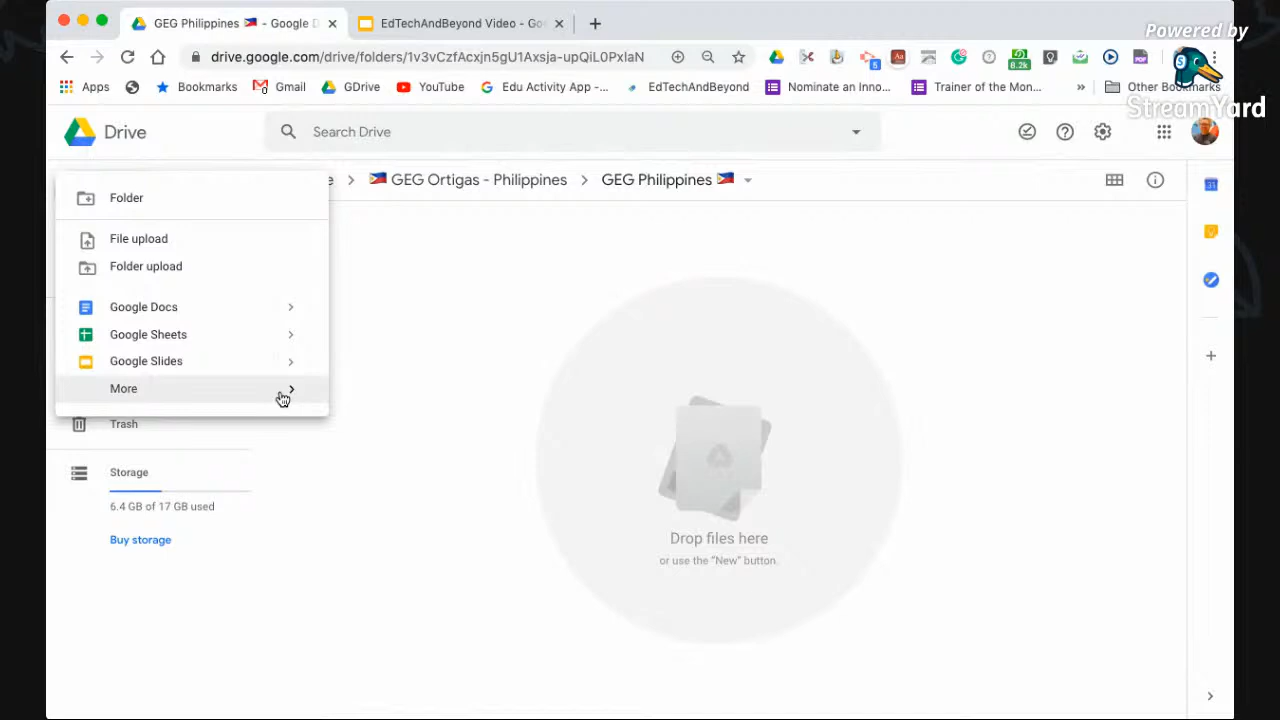 GEG Philippines 🇵🇭 - Google D
EdTechAndBeyond Video - Go
Powered by
StreamYard
drive.google.com/drive/folders/1v3vCzfAcxjn5gU1Axsja-upQiL0PxlaN
5
8.2k
Apps
Bookmarks
Gmail
GDrive
YouTube
Edu Activity App -...
EdTechAndBeyond
Nominate an Inno...
Trainer of the Mon...
»
Other Bookmarks
Drive
Search Drive
e > 🇵🇭 GEG Ortigas - Philippines > GEG Philippines 🇵🇭
Folder
File upload
Folder upload
Google Docs
Google Sheets
Google Slides
More
Trash
Storage
6.4 GB of 17 GB used
Buy storage
Drop files here
or use the "New" button.